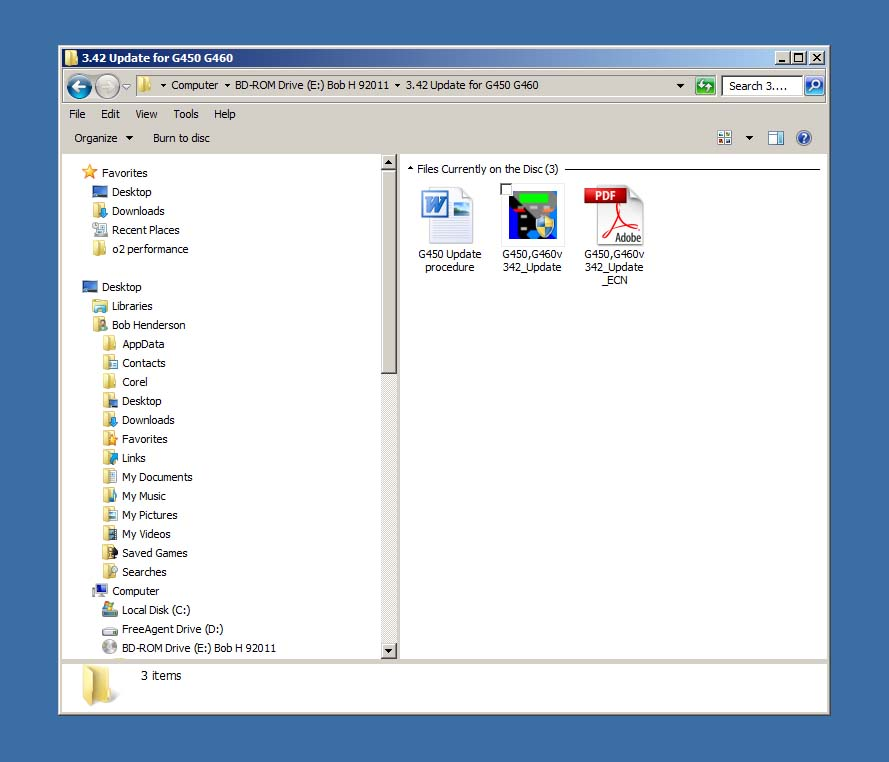 3.42 Update for G450 G460
Computer BD-ROM Drive (E:) Bob H 92011 3.42 Update for G450 G460
Search 3....
File Edit View Tools Help
Organize Burn to disc
Favorites
Desktop
Downloads
Recent Places
o2 performance
Desktop
Libraries
Bob Henderson
AppData
Contacts
Corel
Desktop
Downloads
Favorites
Links
My Documents
My Music
My Pictures
My Videos
Saved Games
Searches
Computer
Local Disk (C:)
FreeAgent Drive (D:)
BD-ROM Drive (E:) Bob H 92011
Files Currently on the Disc (3)
W
G450 Update
procedure
G450,G460v
342_Update
PDF
Adobe
G450,G460v
342_Update
_ECN
3 items